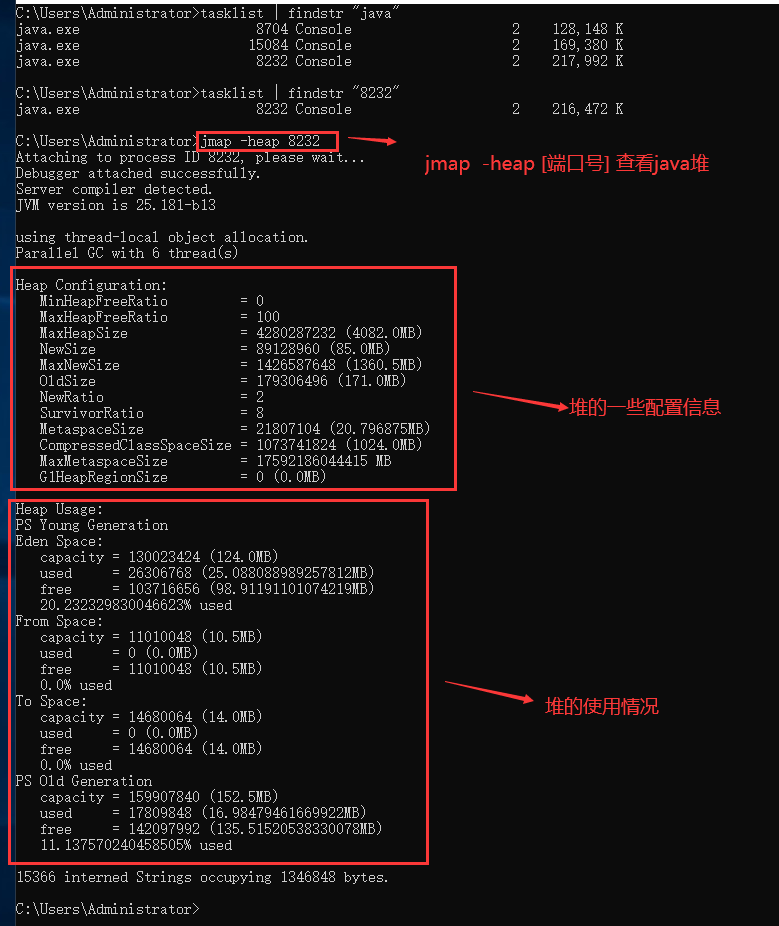 C:\Users\Administrator>tasklist | findstr "java"
java.exe                      8704 Console                    2    128,148 K
java.exe                     15084 Console                    2    169,380 K
java.exe                      8232 Console                    2    217,992 K
C:\Users\Administrator>tasklist | findstr "8232"
java.exe                      8232 Console                    2    216,472 K
C:\Users\Administrator>jmap -heap 8232
Attaching to process ID 8232, please wait...
jmap -heap [端口号] 查看java堆
Debugger attached successfully.
Server compiler detected.
JVM version is 25.181-b13
using thread-local object allocation.
Parallel GC with 6 thread(s)
Heap Configuration:
   MinHeapFreeRatio         = 0
   MaxHeapFreeRatio         = 100
   MaxHeapSize              = 4280287232 (4082.0MB)
   NewSize                  = 89128960 (85.0MB)
   MaxNewSize               = 1426587648 (1360.5MB)
   OldSize                  = 179306496 (171.0MB)
   NewRatio                 = 2
堆的一些配置信息
   SurvivorRatio            = 8
   MetaspaceSize            = 21807104 (20.796875MB)
   CompressedClassSpaceSize = 1073741824 (1024.0MB)
   MaxMetaspaceSize         = 17592186044415 MB
   G1HeapRegionSize         = 0 (0.0MB)
Heap Usage:
PS Young Generation
Eden Space:
   capacity = 130023424 (124.0MB)
   used     = 26306768 (25.088088989257812MB)
   free     = 103716656 (98.91191101074219MB)
   20.232329830046623% used
From Space:
   capacity = 11010048 (10.5MB)
   used     = 0 (0.0MB)
   free     = 11010048 (10.5MB)
   0.0% used
To Space:
堆的使用情况
   capacity = 14680064 (14.0MB)
   used     = 0 (0.0MB)
   free     = 14680064 (14.0MB)
   0.0% used
PS Old Generation
   capacity = 159907840 (152.5MB)
   used     = 17809848 (16.98479461669922MB)
   free     = 142097992 (135.51520538330078MB)
   11.137570240458505% used
15366 interned Strings occupying 1346848 bytes.
C:\Users\Administrator>